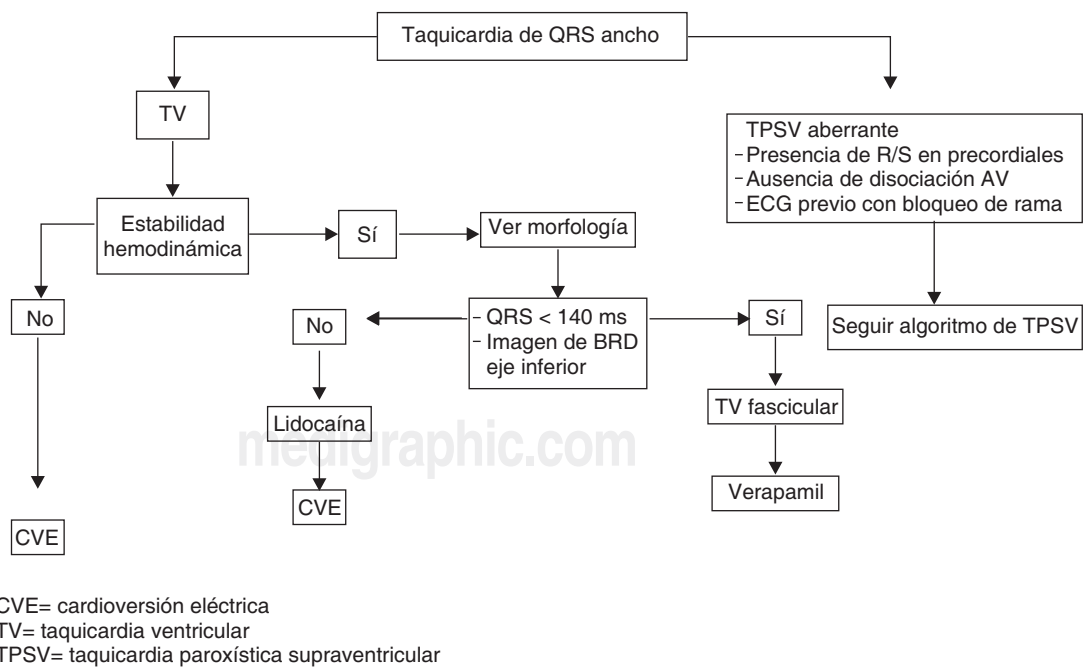 Taquicardia de QRS ancho
TV
TPSV aberrante
- Presencia de R/S en precordiales
- Ausencia de disociación AV
- ECG previo con bloqueo de rama
Estabilidad
hemodinámica
Sí
Ver morfología
No
No
- QRS < 140 ms
- Imagen de BRD
eje inferior
Sí
Seguir algoritmo de TPSV
Lidocaína
TV fascicular
medigraphic.com
CVE
Verapamil
CVE
CVE= cardioversión eléctrica
TV= taquicardia ventricular
TPSV= taquicardia paroxística supraventricular